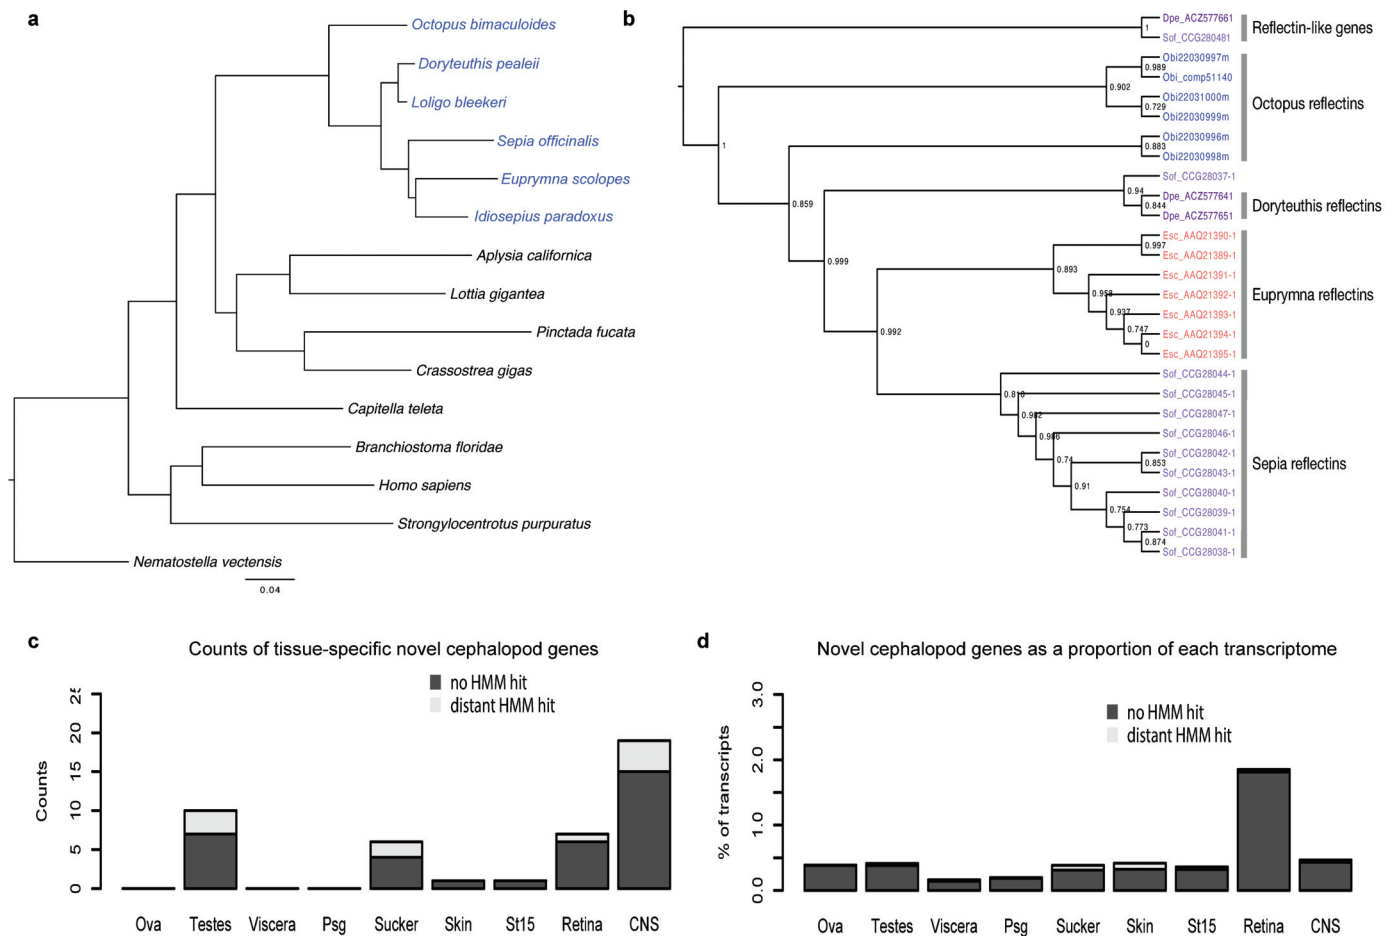 a
Octopus bimaculoides
Doryteuthis pealeii
Loligo bleekeri
Sepia officinalis
Euprymna scolopes
Idiosepius paradoxus
Aplysia californica
Lottia gigantea
Pinctada fucata
Crassostrea gigas
Capitella teleta
Branchiostoma floridae
Homo sapiens
Strongylocentrotus purpuratus
Nematostella vectensis
0.04
b
Dpe_ACZ577661
1
Sof_CCG280481
Reflectin-like genes
Obi22030997m
0.989
Obi_comp51140
0.902
Obi22031000m
0.729
Obi22030999m
Octopus reflectins
Obi22030996m
0.883
Obi22030998m
1
Sof_CCG28037-1
0.94
Dpe_ACZ577641
0.844
Dpe_ACZ577651
Doryteuthis reflectins
0.859
Esc_AAQ21390-1
0.997
Esc_AAQ21389-1
0.999
0.893
Esc_AAQ21391-1
0.958
Esc_AAQ21392-1
Euprymna reflectins
0.937
Esc_AAQ21393-1
0.747
Esc_AAQ21394-1
0
Esc_AAQ21395-1
0.992
Sof_CCG28044-1
0.810
Sof_CCG28045-1
0.982
Sof_CCG28047-1
0.986
Sof_CCG28046-1
0.74
Sof_CCG28042-1
0.853
Sof_CCG28043-1
Sepia reflectins
0.91
Sof_CCG28040-1
0.754
Sof_CCG28039-1
0.773
Sof_CCG28041-1
0.874
Sof_CCG28038-1
c
Counts of tissue-specific novel cephalopod genes
no HMM hit
distant HMM hit
Counts
25
20
15
10
5
0
Ova Testes Viscera Psg Sucker Skin St15 Retina CNS
d
Novel cephalopod genes as a proportion of each transcriptome
no HMM hit
distant HMM hit
% of transcripts
3.0
2.0
1.0
0.0
Ova Testes Viscera Psg Sucker Skin St15 Retina CNS